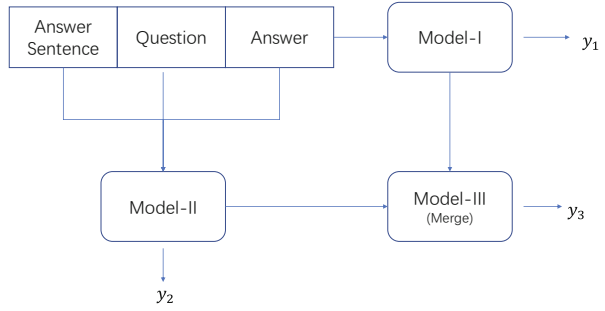 Answer
Sentence
Question
Answer
Model-I
y₁
Model-II
Model-III
(Merge)
y₃
y₂